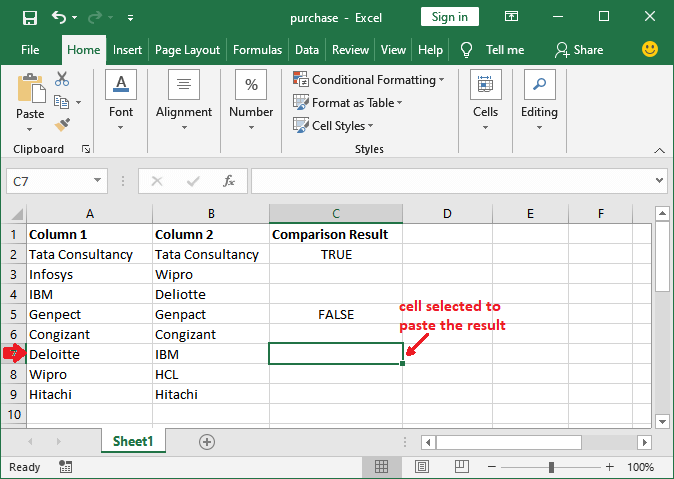 purchase - Excel
Sign in
File Home Insert Page Layout Formulas Data Review View Help Tell me Share
Paste
Clipboard
A
Font
Alignment
%
Number
Conditional Formatting
Format as Table
Cell Styles
Styles
Cells
Editing
C7
fx
A B C D E F
1 Column 1 Column 2 Comparison Result
2 Tata Consultancy Tata Consultancy TRUE
3 Infosys Wipro
4 IBM Deliotte
5 Genpect Genpact FALSE
6 Congizant Congizant
Deloitte IBM
8 Wipro HCL
9 Hitachi Hitachi
10
cell selected to
paste the result
Sheet1
Ready
100%